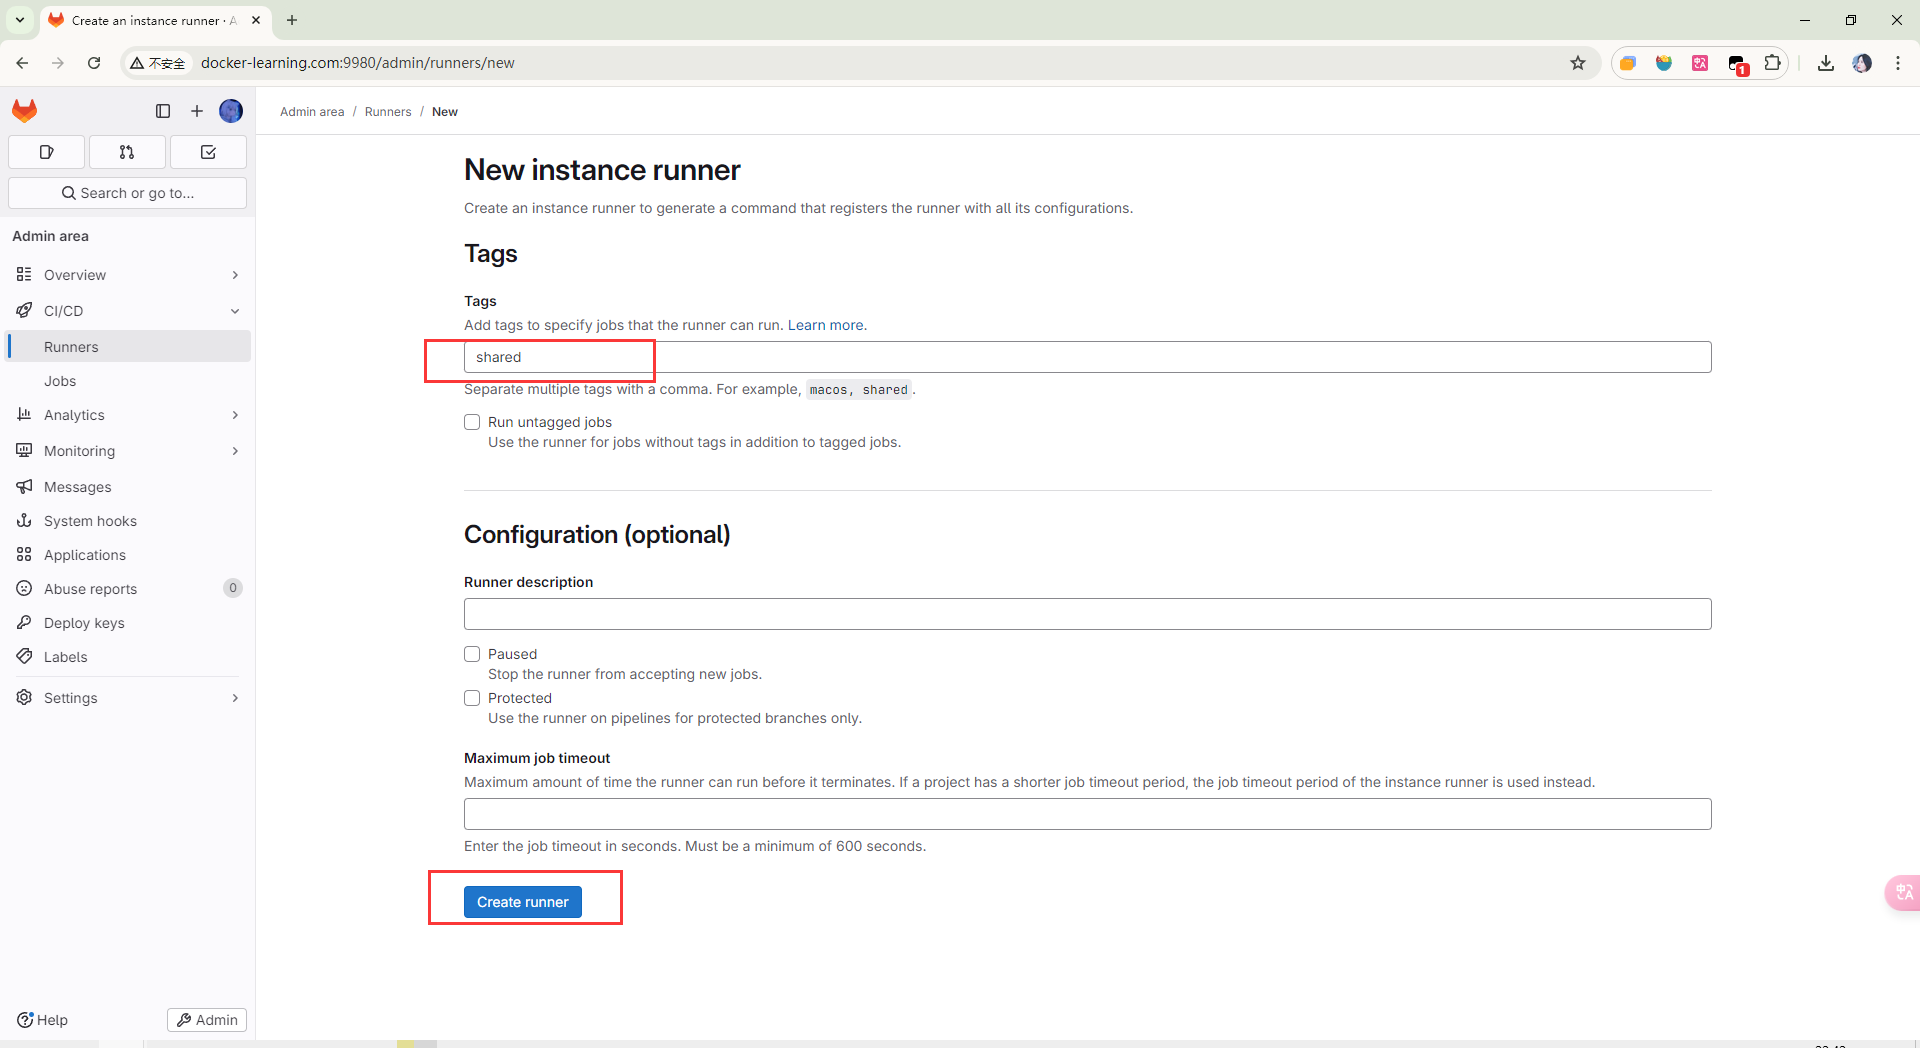 Create an instance runner · A
不安全
docker-learning.com:9980/admin/runners/new
1
Admin area / Runners / New
Search or go to...
Admin area
Overview
CI/CD
Runners
Jobs
Analytics
Monitoring
Messages
System hooks
Applications
Abuse reports 0
Deploy keys
Labels
Settings
Help
Admin
New instance runner
Create an instance runner to generate a command that registers the runner with all its configurations.
Tags
Tags
Add tags to specify jobs that the runner can run. Learn more.
shared
Separate multiple tags with a comma. For example, macos, shared.
Run untagged jobs
Use the runner for jobs without tags in addition to tagged jobs.
Configuration (optional)
Runner description
Paused
Stop the runner from accepting new jobs.
Protected
Use the runner on pipelines for protected branches only.
Maximum job timeout
Maximum amount of time the runner can run before it terminates. If a project has a shorter job timeout period, the job timeout period of the instance runner is used instead.
Enter the job timeout in seconds. Must be a minimum of 600 seconds.
Create runner